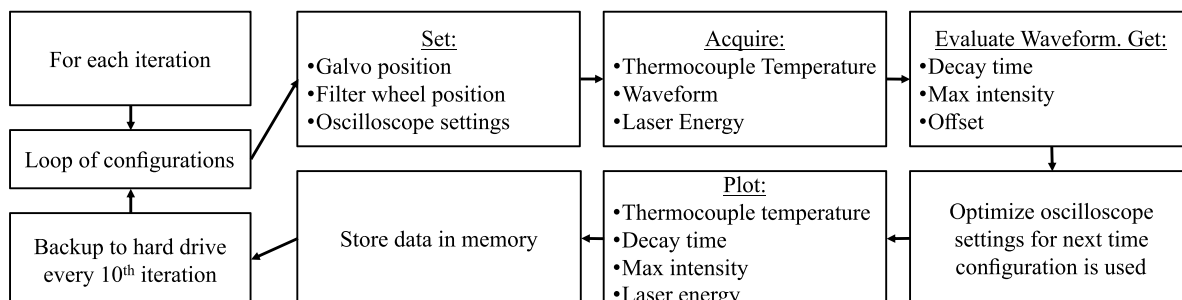 For each iteration
Loop of configurations
Set:
•Galvo position
•Filter wheel position
•Oscilloscope settings
Acquire:
•Thermocouple Temperature
•Waveform
•Laser Energy
Evaluate Waveform. Get:
•Decay time
•Max intensity
•Offset
Optimize oscilloscope
settings for next time
configuration is used
Plot:
•Thermocouple temperature
•Decay time
•Max intensity
•Laser energy
Store data in memory
Backup to hard drive
every 10th iteration